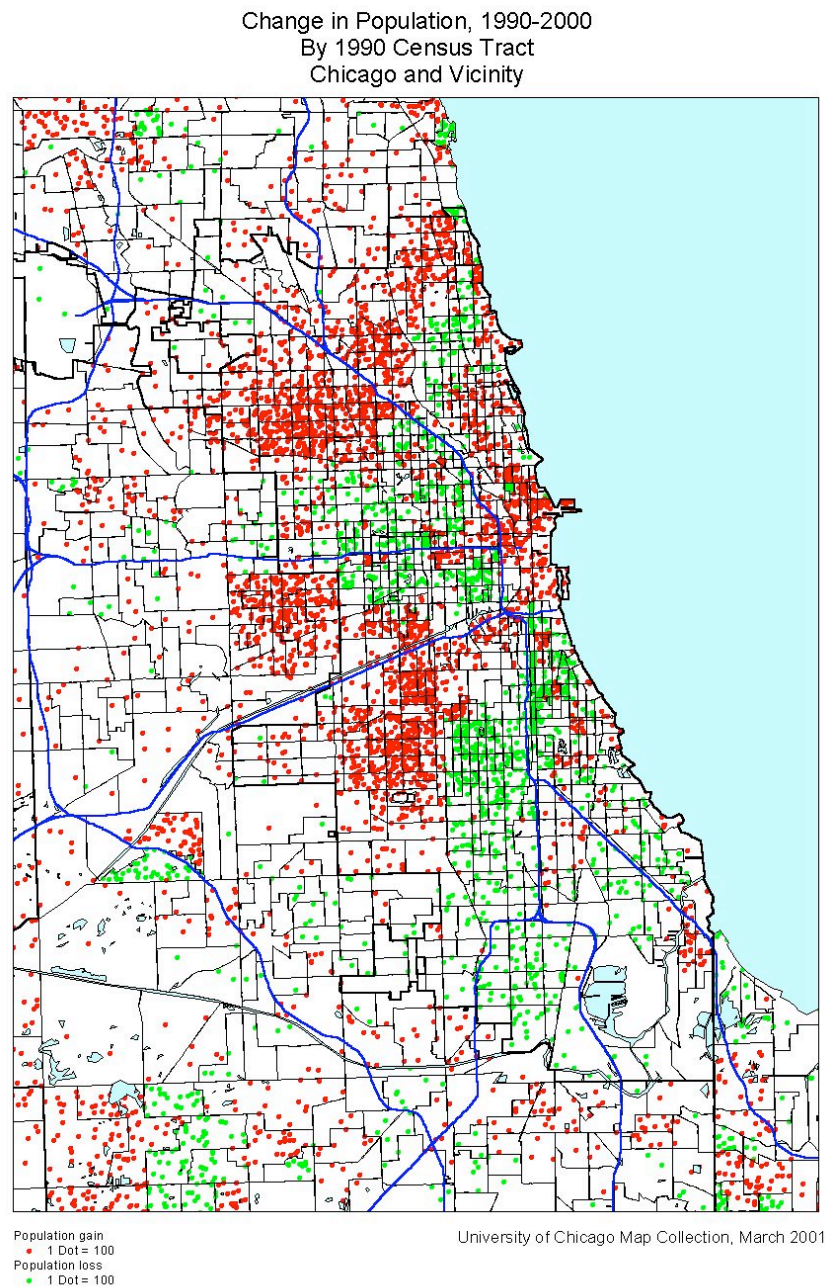 Change in Population, 1990-2000
By 1990 Census Tract
Chicago and Vicinity
Population gain
1 Dot = 100
Population loss
1 Dot = 100
University of Chicago Map Collection, March 2001